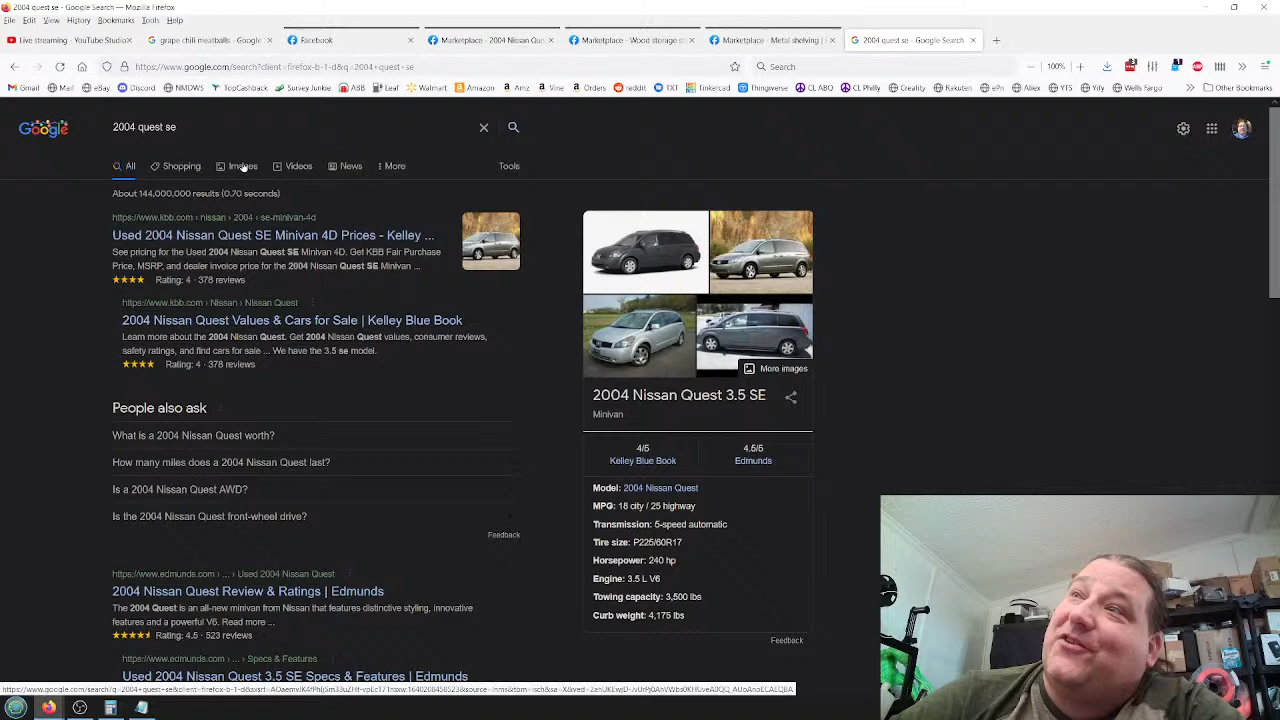 2004 quest se - Google Search — Mozilla Firefox
File Edit View History Bookmarks Tools Help
Live streaming - YouTube Studio
grape chili meatballs - Google
Facebook
Marketplace - 2004 Nissan Que
Marketplace - Wood storage sh
Marketplace - Metal shelving |
2004 quest se - Google Search
https://www.google.com/search?client=firefox-b-1-d&q=2004+quest+se
100%
Search
Gmail Mail eBay Discord NMDWS TopCashback SurveyJunkie ABB Leaf Walmart Amazon Amz Vine Orders reddit TXT Tinkercad Thingiverse CL ABQ CL Philly Creality Rakuten ePn Aliex YTS Yify Wells Fargo Other Bookmarks
Google
2004 quest se
All Shopping Images Videos News More Tools
About 144,000,000 results (0.70 seconds)
https://www.kbb.com › nissan › 2004 › se-minivan-4d
Used 2004 Nissan Quest SE Minivan 4D Prices - Kelley ...
See pricing for the Used 2004 Nissan Quest SE Minivan 4D. Get KBB Fair Purchase
Price, MSRP, and dealer invoice price for the 2004 Nissan Quest SE Minivan ...
Rating: 4 · 378 reviews
https://www.kbb.com › Nissan › Nissan Quest
2004 Nissan Quest Values & Cars for Sale | Kelley Blue Book
Learn more about the 2004 Nissan Quest. Get 2004 Nissan Quest values, consumer reviews,
safety ratings, and find cars for sale ... We have the 3.5 se model.
Rating: 4 · 378 reviews
People also ask
What is a 2004 Nissan Quest worth?
How many miles does a 2004 Nissan Quest last?
Is a 2004 Nissan Quest AWD?
Is the 2004 Nissan Quest front-wheel drive?
Feedback
https://www.edmunds.com › ... › Used 2004 Nissan Quest
2004 Nissan Quest Review & Ratings | Edmunds
The 2004 Quest is an all-new minivan from Nissan that features distinctive styling, innovative
features and a powerful V6. Read more ...
Rating: 4.5 · 523 reviews
https://www.edmunds.com › ... › Specs & Features
Used 2004 Nissan Quest 3.5 SE Specs & Features | Edmunds
More images
2004 Nissan Quest 3.5 SE
Minivan
4/5
Kelley Blue Book
4.5/5
Edmunds
Model: 2004 Nissan Quest
MPG: 18 city / 25 highway
Transmission: 5-speed automatic
Tire size: P225/60R17
Horsepower: 240 hp
Engine: 3.5 L V6
Towing capacity: 3,500 lbs
Curb weight: 4,175 lbs
Feedback